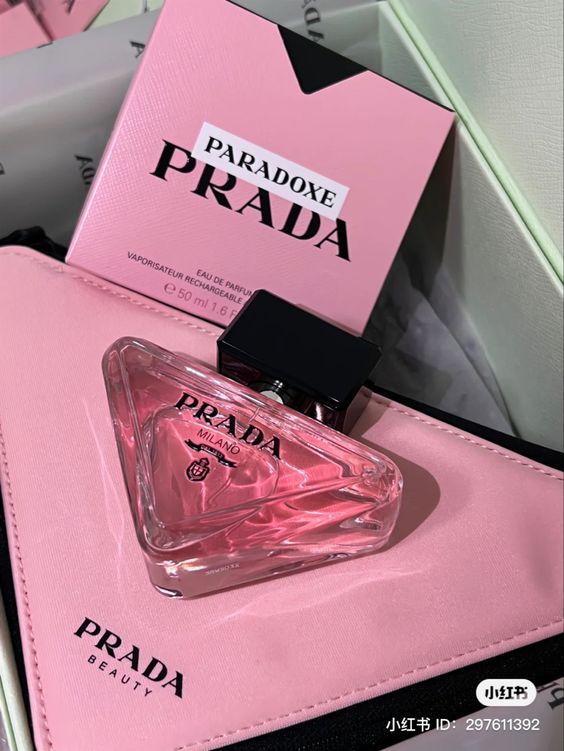 PARADOXE
PRADA
EAU DE PARFUM
VAPORISATEUR RECHARGEABLE
℮ 50 ml 1.6 F
PRADA
MILANO
PRADA
BEAUTY
小红书
小红书 ID: 297611392